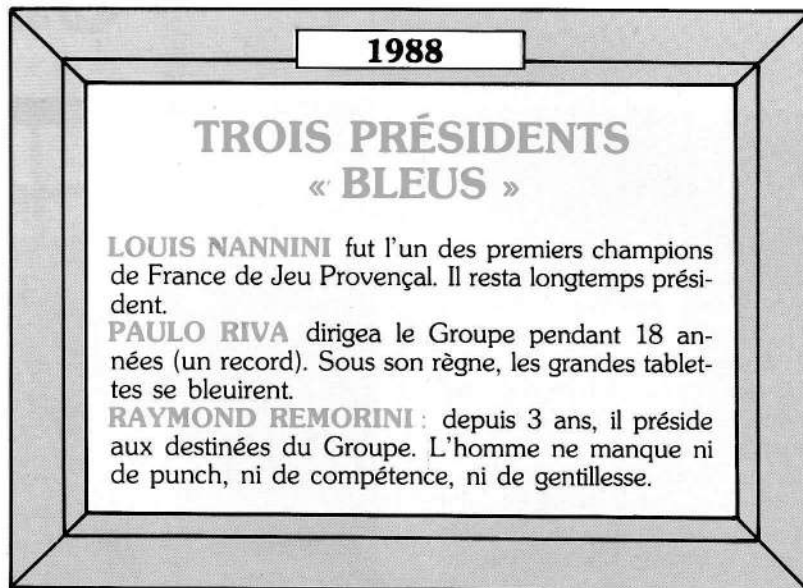 1988
TROIS PRÉSIDENTS
« BLEUS »
LOUIS NANNINI fut l'un des premiers champions
de France de Jeu Provençal. Il resta longtemps prési-
dent.
PAULO RIVA dirigea le Groupe pendant 18 an-
nées (un record). Sous son règne, les grandes tablet-
tes se bleuirent.
RAYMOND REMORINI : depuis 3 ans, il préside
aux destinées du Groupe. L'homme ne manque ni
de punch, ni de compétence, ni de gentillesse.